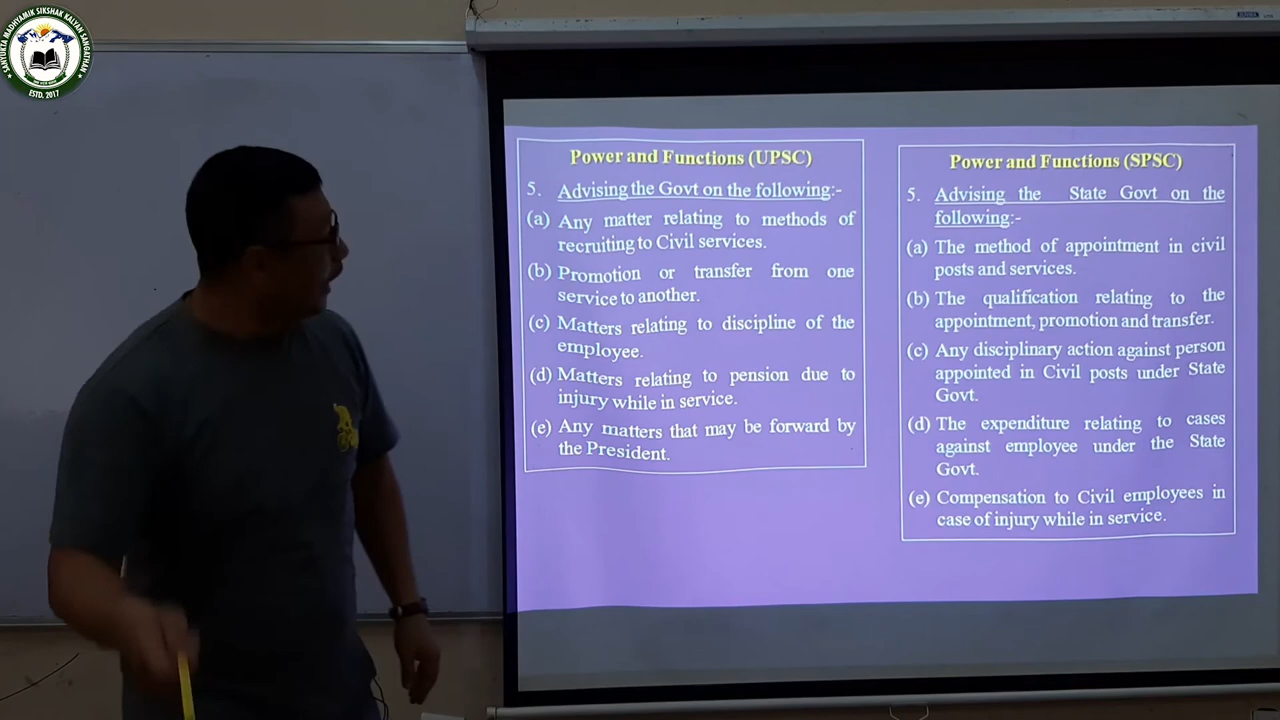 SANYUKTA MADHYAMIK SIKSHAK KALYAN SANGATHAN
ESTD. 2017
Power and Functions (UPSC)
5. Advising the Govt on the following:-
(a) Any matter relating to methods of
recruiting to Civil services.
(b) Promotion or transfer from one
service to another.
(c) Matters relating to discipline of the
employee.
(d) Matters relating to pension due to
injury while in service.
(e) Any matters that may be forward by
the President.
Power and Functions (SPSC)
5. Advising the State Govt on the
following:-
(a) The method of appointment in civil
posts and services.
(b) The qualification relating to the
appointment, promotion and transfer.
(c) Any disciplinary action against person
appointed in Civil posts under State
Govt.
(d) The expenditure relating to cases
against employee under the State
Govt.
(e) Compensation to Civil employees in
case of injury while in service.